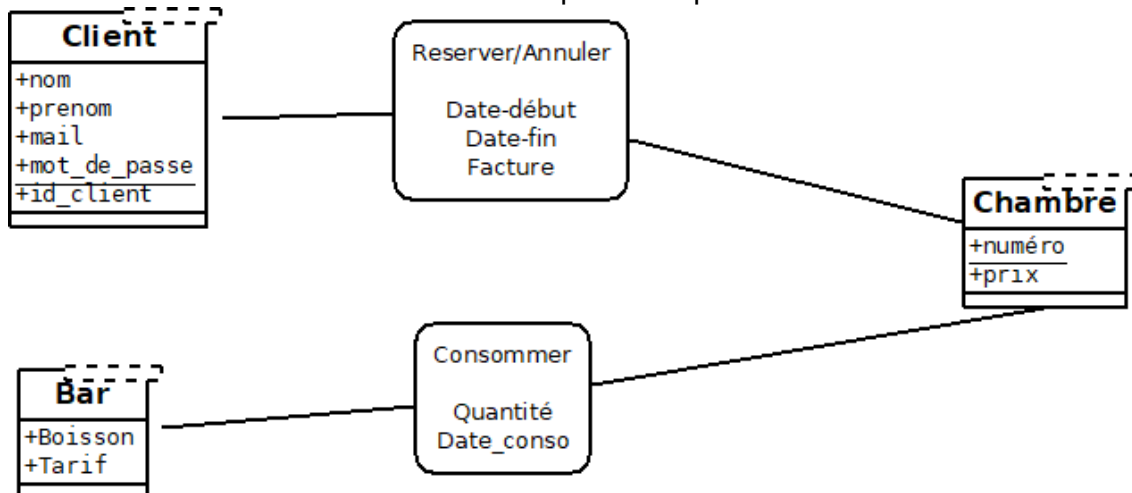 Client
+nom
+prenom
+mail
+mot_de_passe
+id_client
Reserver/Annuler
Date-début
Date-fin
Facture
Chambre
+numéro
+prix
Bar
+Boisson
+Tarif
Consommer
Quantité
Date_conso